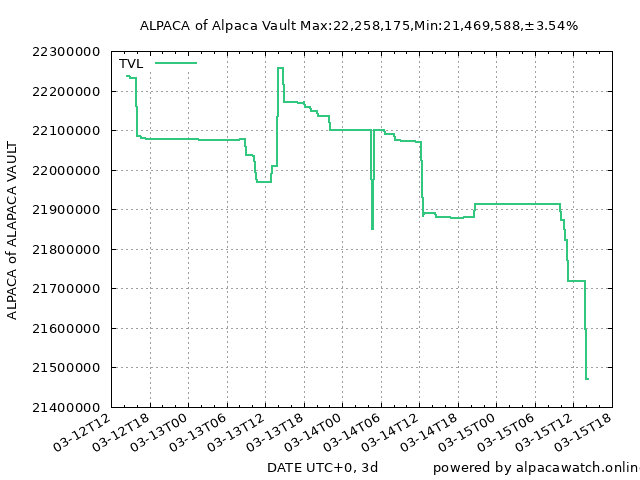 ALPACA of Alpaca Vault Max:22,258,175,Min:21,469,588,±3.54%
TVL
22300000
22200000
22100000
22000000
21900000
21800000
21700000
21600000
21500000
21400000
ALPACA of ALAPACA VAULT
03-12T12
03-12T18
03-13T00
03-13T06
03-13T12
03-13T18
03-14T00
03-14T06
03-14T12
03-14T18
03-15T00
03-15T06
03-15T12
03-15T18
DATE UTC+0, 3d
powered by alpacawatch.onlin